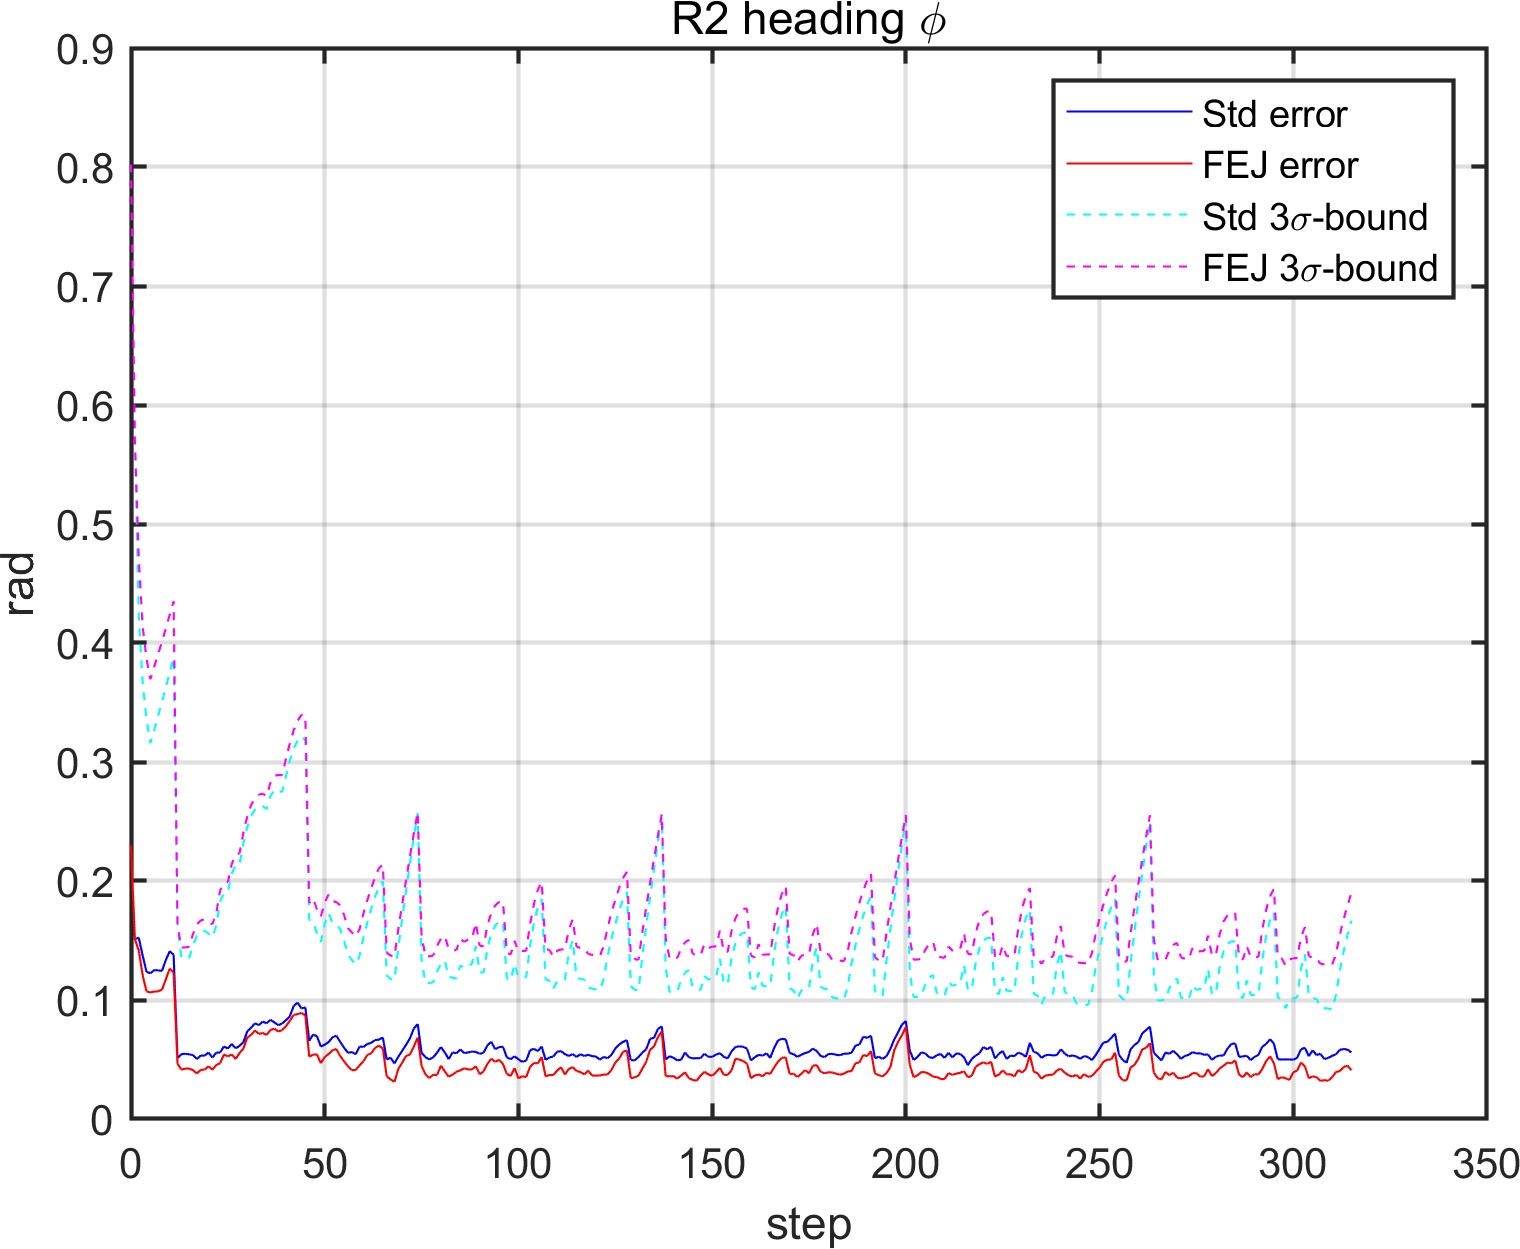 R2 heading ϕ
0.9
0.8
0.7
0.6
0.5
0.4
0.3
0.2
0.1
0
rad
Std error
FEJ error
Std 3σ-bound
FEJ 3σ-bound
0 50 100 150 200 250 300 350
step